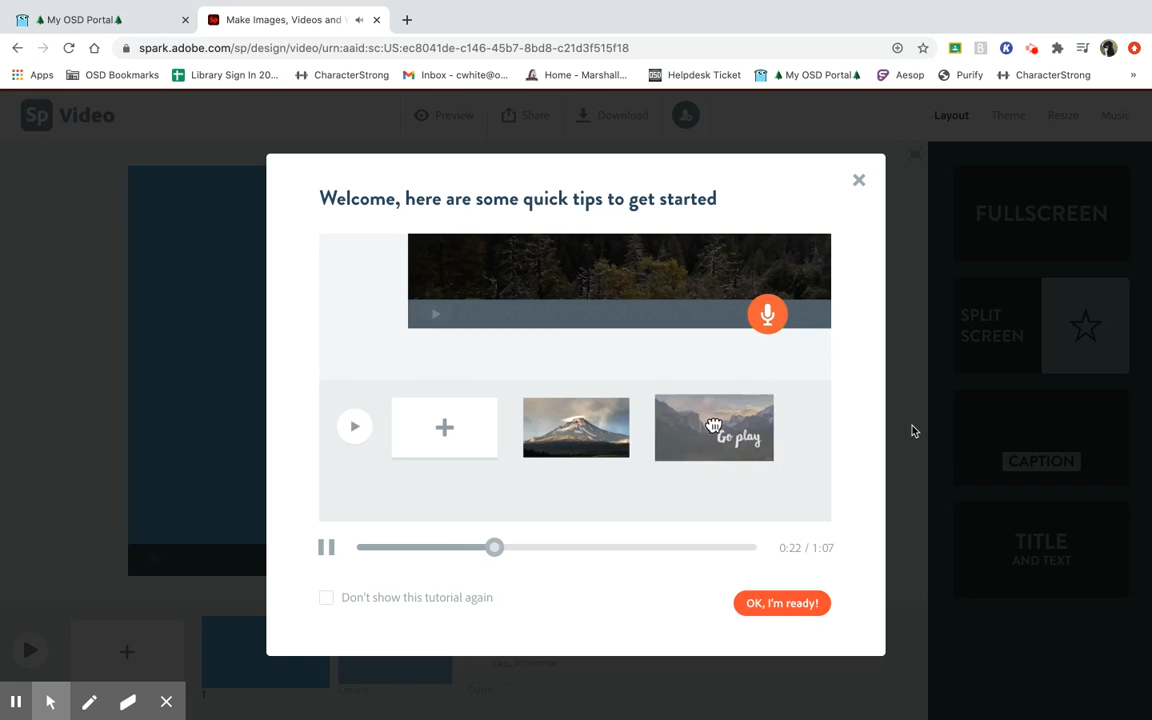 🌲My OSD Portal🌲
Make Images, Videos and
spark.adobe.com/sp/design/video/urn:aaid:sc:US:ec8041de-c146-45b7-8bd8-c21d3f515f18
Apps OSD Bookmarks Library Sign In 20... CharacterStrong Inbox - cwhite@o... Home - Marshall... OSD Helpdesk Ticket 🌲My OSD Portal🌲 Aesop Purify CharacterStrong »
Sp Video Preview Share Download Layout Theme Resize Music
Welcome, here are some quick tips to get started
FULLSCREEN
SPLIT
SCREEN
Go play
CAPTION
0:22 / 1:07
TITLE
AND TEXT
Don't show this tutorial again
OK, I'm ready!
1
Credits
Outro